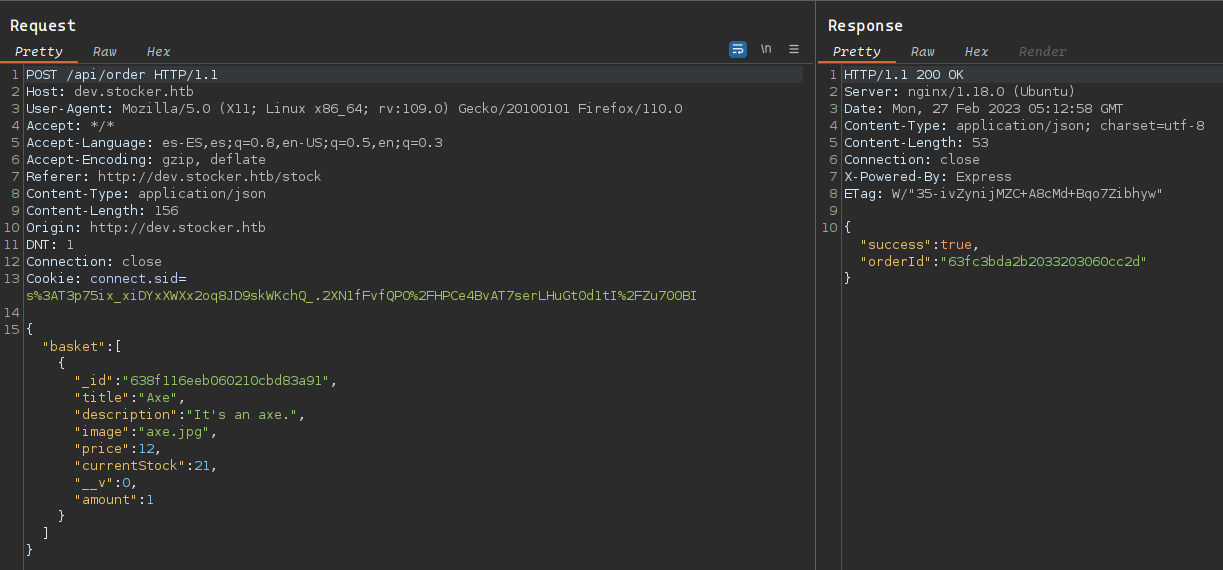 Request
Pretty Raw Hex \n
1 POST /api/order HTTP/1.1
2 Host: dev.stocker.htb
3 User-Agent: Mozilla/5.0 (X11; Linux x86_64; rv:109.0) Gecko/20100101 Firefox/110.0
4 Accept: */*
5 Accept-Language: es-ES,es;q=0.8,en-US;q=0.5,en;q=0.3
6 Accept-Encoding: gzip, deflate
7 Referer: http://dev.stocker.htb/stock
8 Content-Type: application/json
9 Content-Length: 156
10 Origin: http://dev.stocker.htb
11 DNT: 1
12 Connection: close
13 Cookie: connect.sid=
s%3AT3p75ix_xiDYxXWXx2oq8JD9skWKchQ_.2XN1fFvfQPO%2FHPCe4BvAT7serLHuGtOdltI%2FZu700BI
14
15 {
"basket":[
{
"_id":"638f116eeb060210cbd83a91",
"title":"Axe",
"description":"It's an axe.",
"image":"axe.jpg",
"price":12,
"currentStock":21,
"__v":0,
"amount":1
}
]
}
Response
Pretty Raw Hex Render
1 HTTP/1.1 200 OK
2 Server: nginx/1.18.0 (Ubuntu)
3 Date: Mon, 27 Feb 2023 05:12:58 GMT
4 Content-Type: application/json; charset=utf-8
5 Content-Length: 53
6 Connection: close
7 X-Powered-By: Express
8 ETag: W/"35-ivZynijMZC+A8cMd+Bqo7Zibhyw"
9
10 {
"success":true,
"orderId":"63fc3bda2b2033203060cc2d"
}